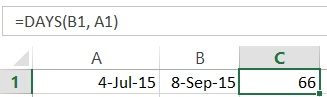 =DAYS(B1, A1)
A B C
1 4-Jul-15 8-Sep-15 66